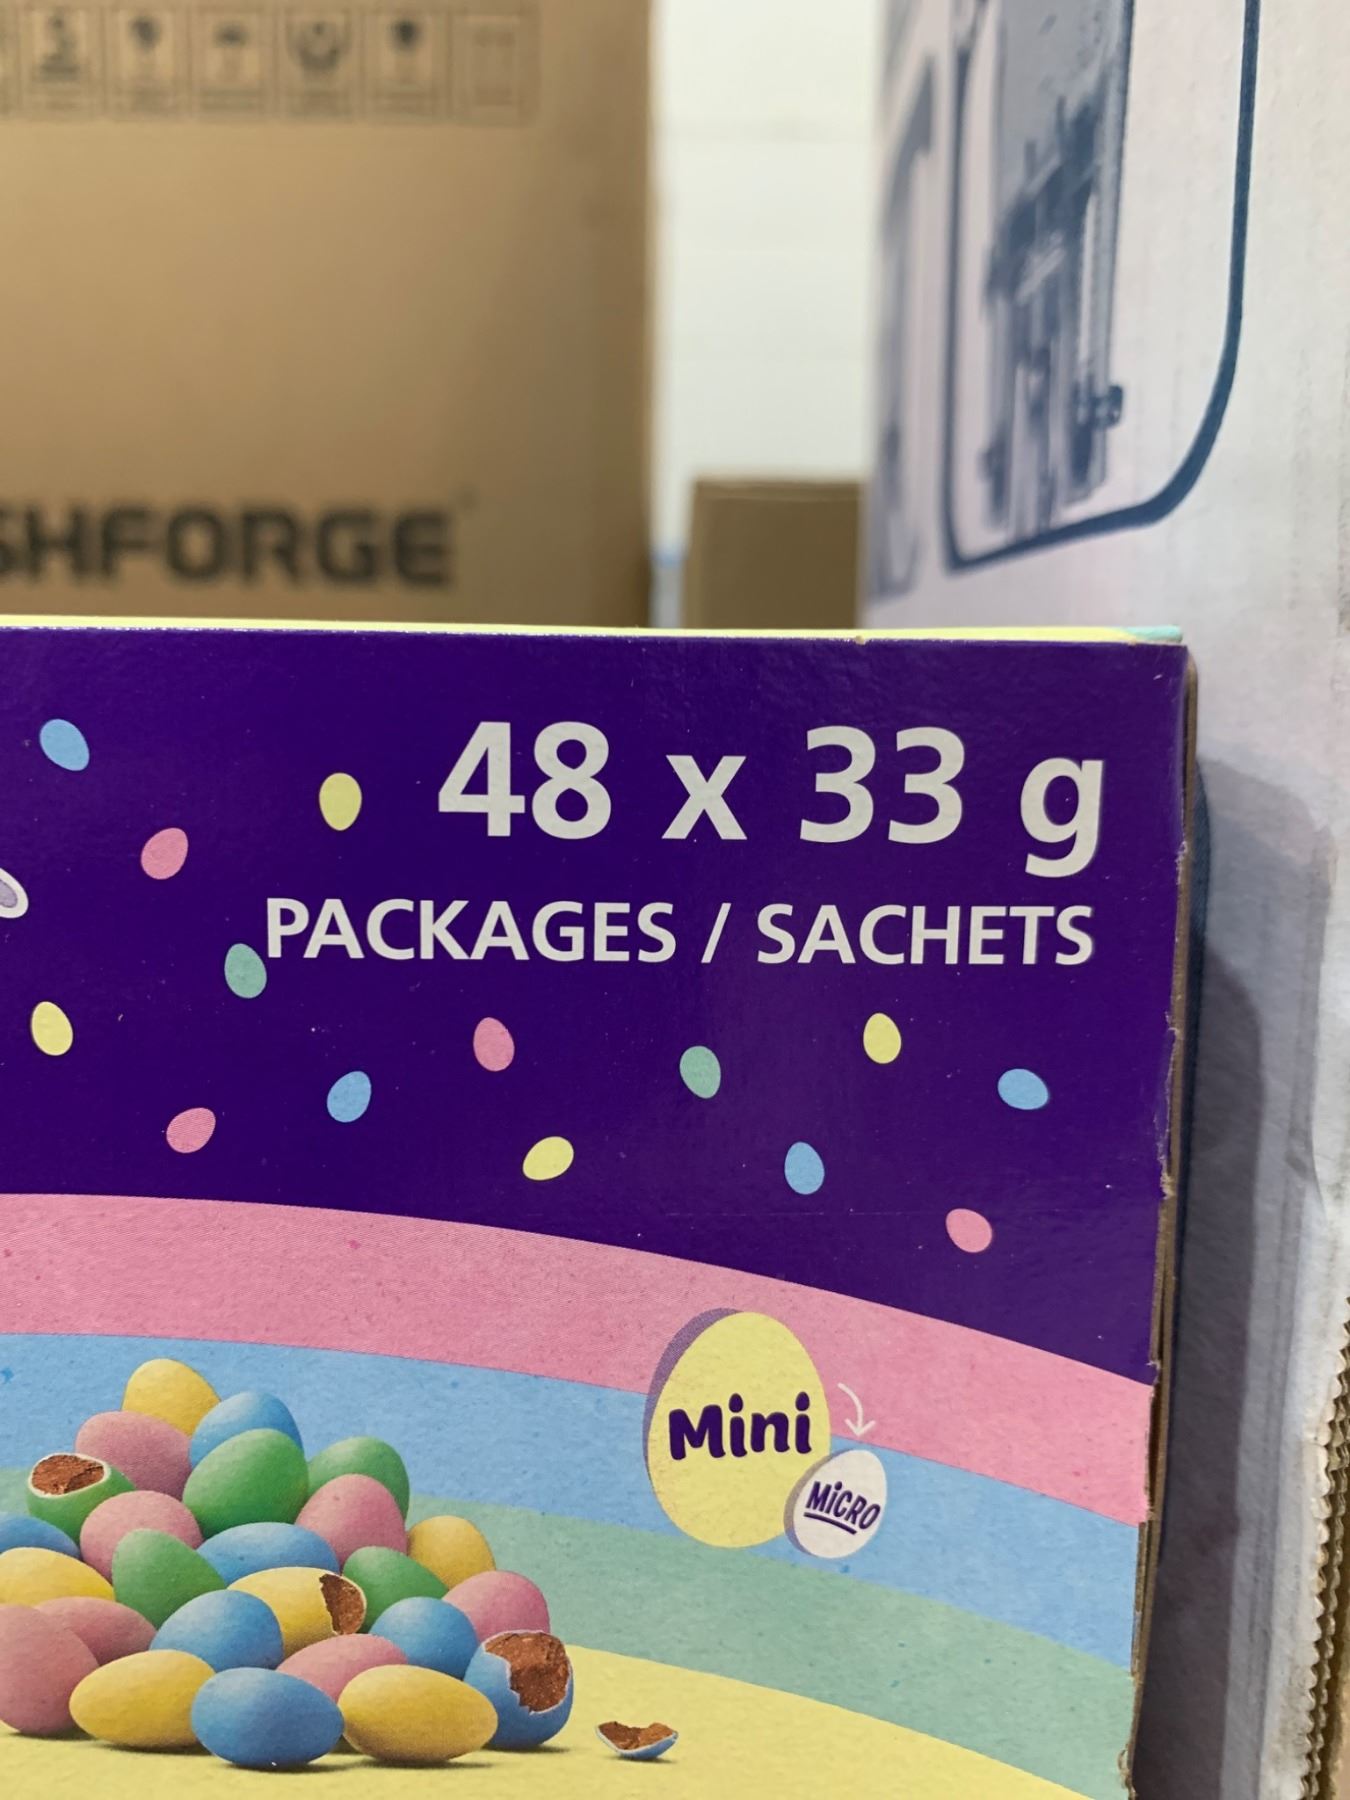 SHFORGE
48 x 33 g
PACKAGES / SACHETS
Mini
MiCRO